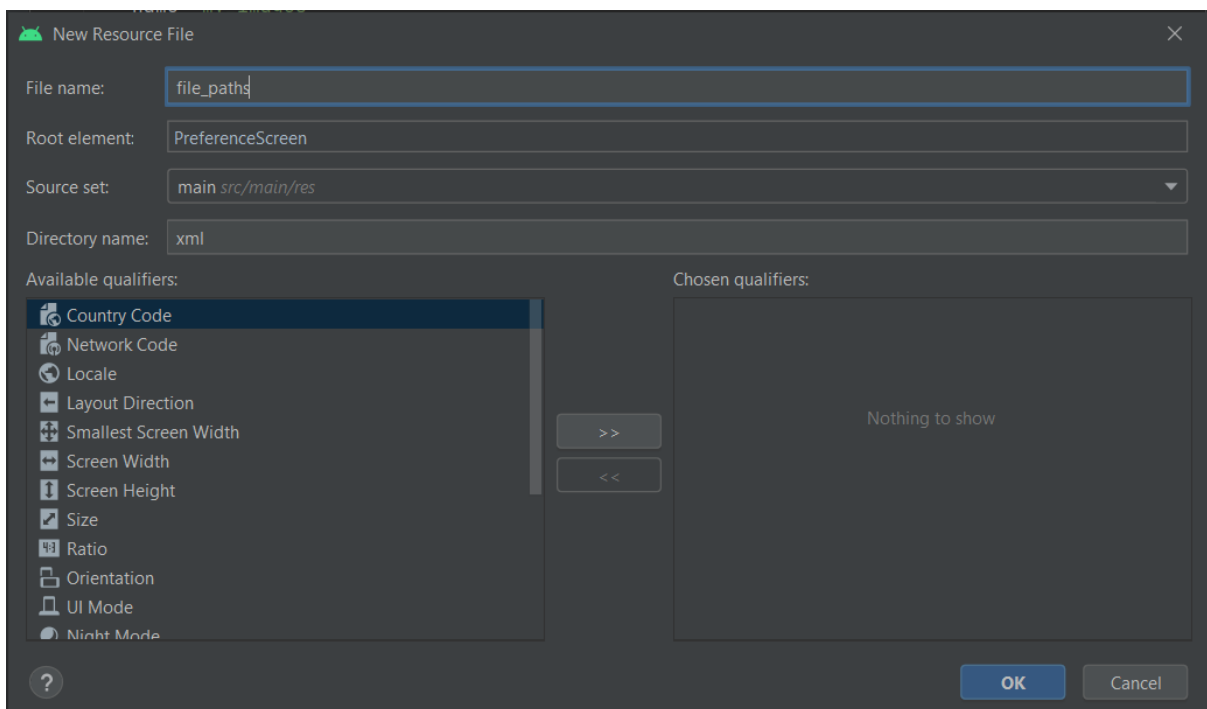 New Resource File
File name: file_paths
Root element: PreferenceScreen
Source set: main src/main/res
Directory name: xml
Available qualifiers: Chosen qualifiers:
Country Code
Network Code
Locale
Layout Direction
Nothing to show
Smallest Screen Width >>
Screen Width
<<
Screen Height
Size
Ratio
Orientation
UI Mode
Night Mode
? OK Cancel